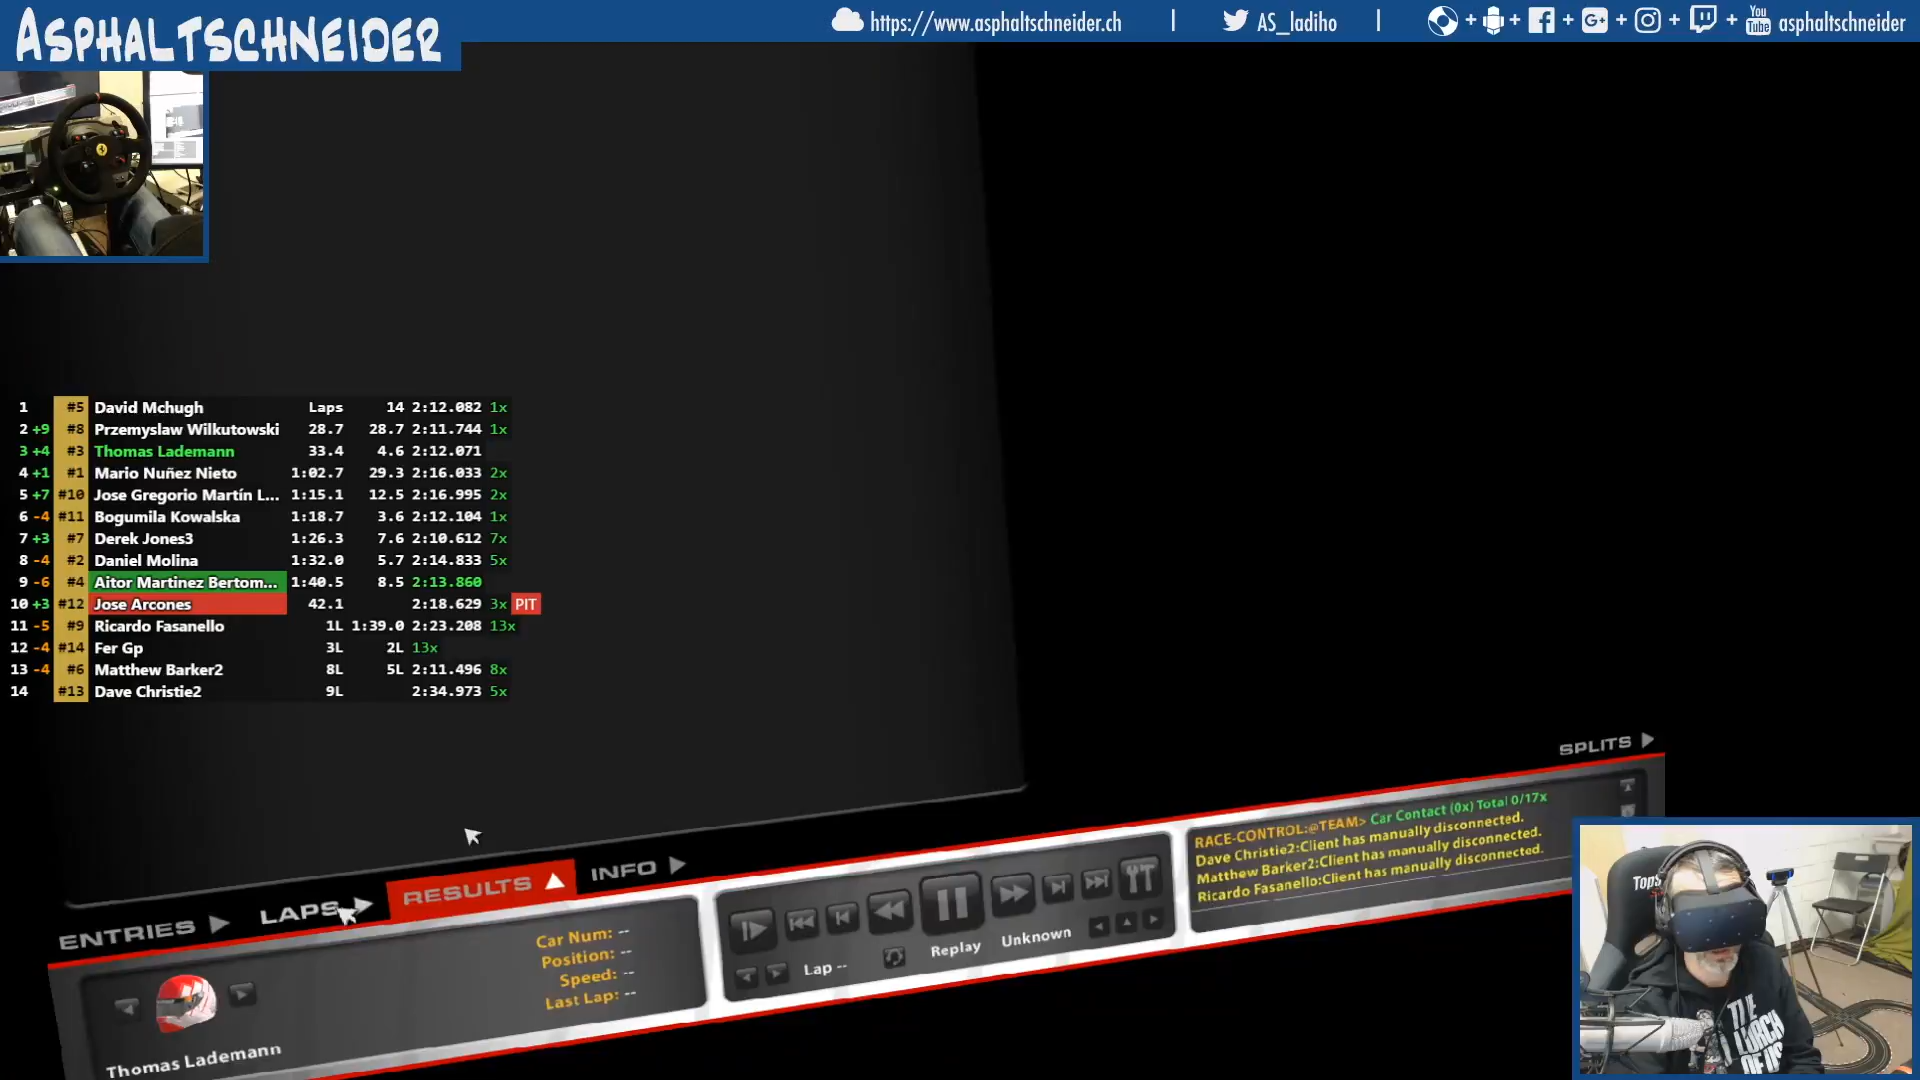 ASPHALTSCHNEIDER
https://www.asphaltschneider.ch | AS_ladiho | + + + + + + You Tube asphaltschneider
1 #5 David Mchugh Laps 14 2:12.082 1x
2 +9 #8 Przemyslaw Wilkutowski 28.7 28.7 2:11.744 1x
3 +4 #3 Thomas Lademann 33.4 4.6 2:12.071
4 +1 #1 Mario Nuñez Nieto 1:02.7 29.3 2:16.033 2x
5 +7 #10 Jose Gregorio Martín L... 1:15.1 12.5 2:16.995 2x
6 -4 #11 Bogumila Kowalska 1:18.7 3.6 2:12.104 1x
7 +3 #7 Derek Jones3 1:26.3 7.6 2:10.612 7x
8 -4 #2 Daniel Molina 1:32.0 5.7 2:14.833 5x
9 -6 #4 Aitor Martinez Bertom... 1:40.5 8.5 2:13.860
10 +3 #12 Jose Arcones 42.1 2:18.629 3x PIT
11 -5 #9 Ricardo Fasanello 1L 1:39.0 2:23.208 13x
12 -4 #14 Fer Gp 3L 2L 13x
13 -4 #6 Matthew Barker2 8L 5L 2:11.496 8x
14 #13 Dave Christie2 9L 2:34.973 5x
SPLITS
ENTRIES LAPS RESULTS INFO
Car Num: --
Position: --
Speed: --
Last Lap: --
Thomas Lademann
Lap -- Replay Unknown
RACE-CONTROL:@TEAM> Car Contact (0x) Total 0/17x
Dave Christie2:Client has manually disconnected.
Matthew Barker2:Client has manually disconnected.
Ricardo Fasanello:Client has manually disconnected.
THE
LURCH
OF US